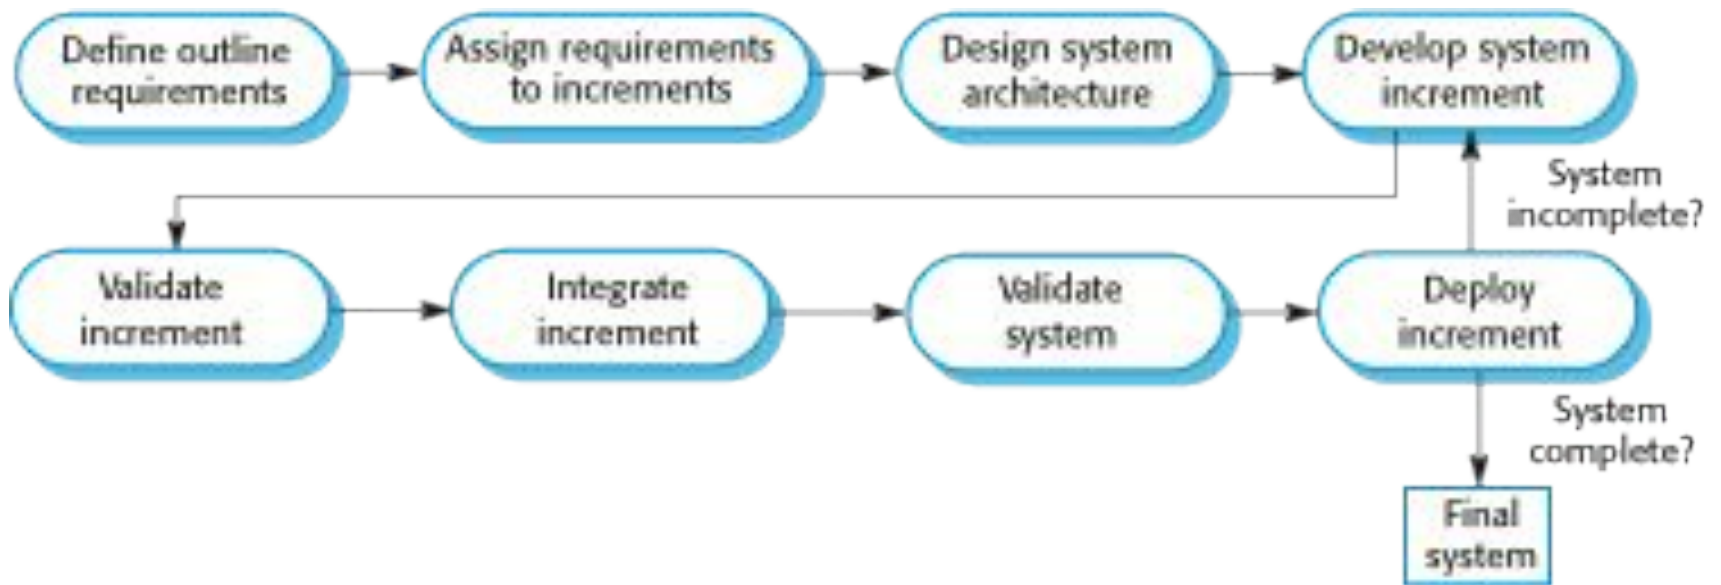 Define outline
requirements
Assign requirements
to increments
Design system
architecture
Develop system
increment
System
incomplete?
Validate
increment
Integrate
increment
Validate
system
Deploy
increment
System
complete?
Final
system